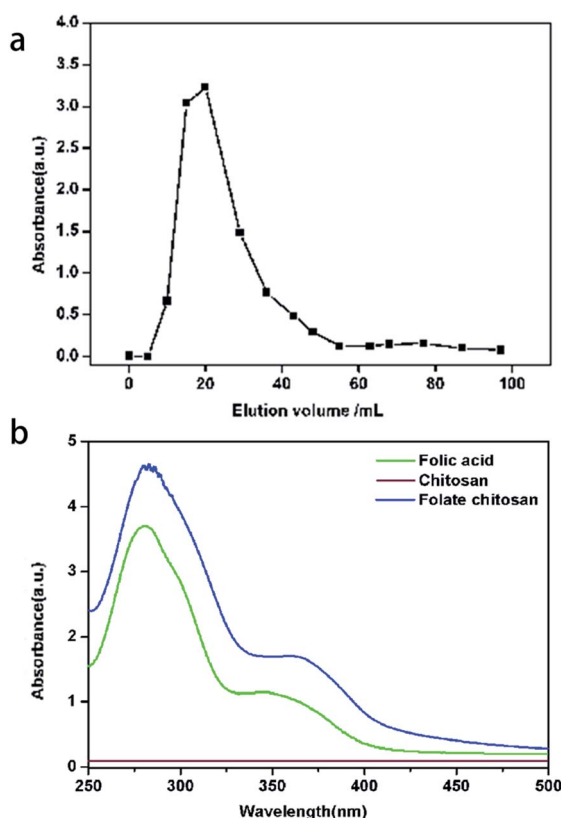 a
4.0
3.5
3.0
2.5
2.0
1.5
1.0
0.5
0.0
Absorbance(a.u.)
0 20 40 60 80 100
Elution volume /mL
b
5
4
3
2
1
0
Absorbance(a.u.)
Folic acid
Chitosan
Folate chitosan
250 300 350 400 450 500
Wavelength(nm)